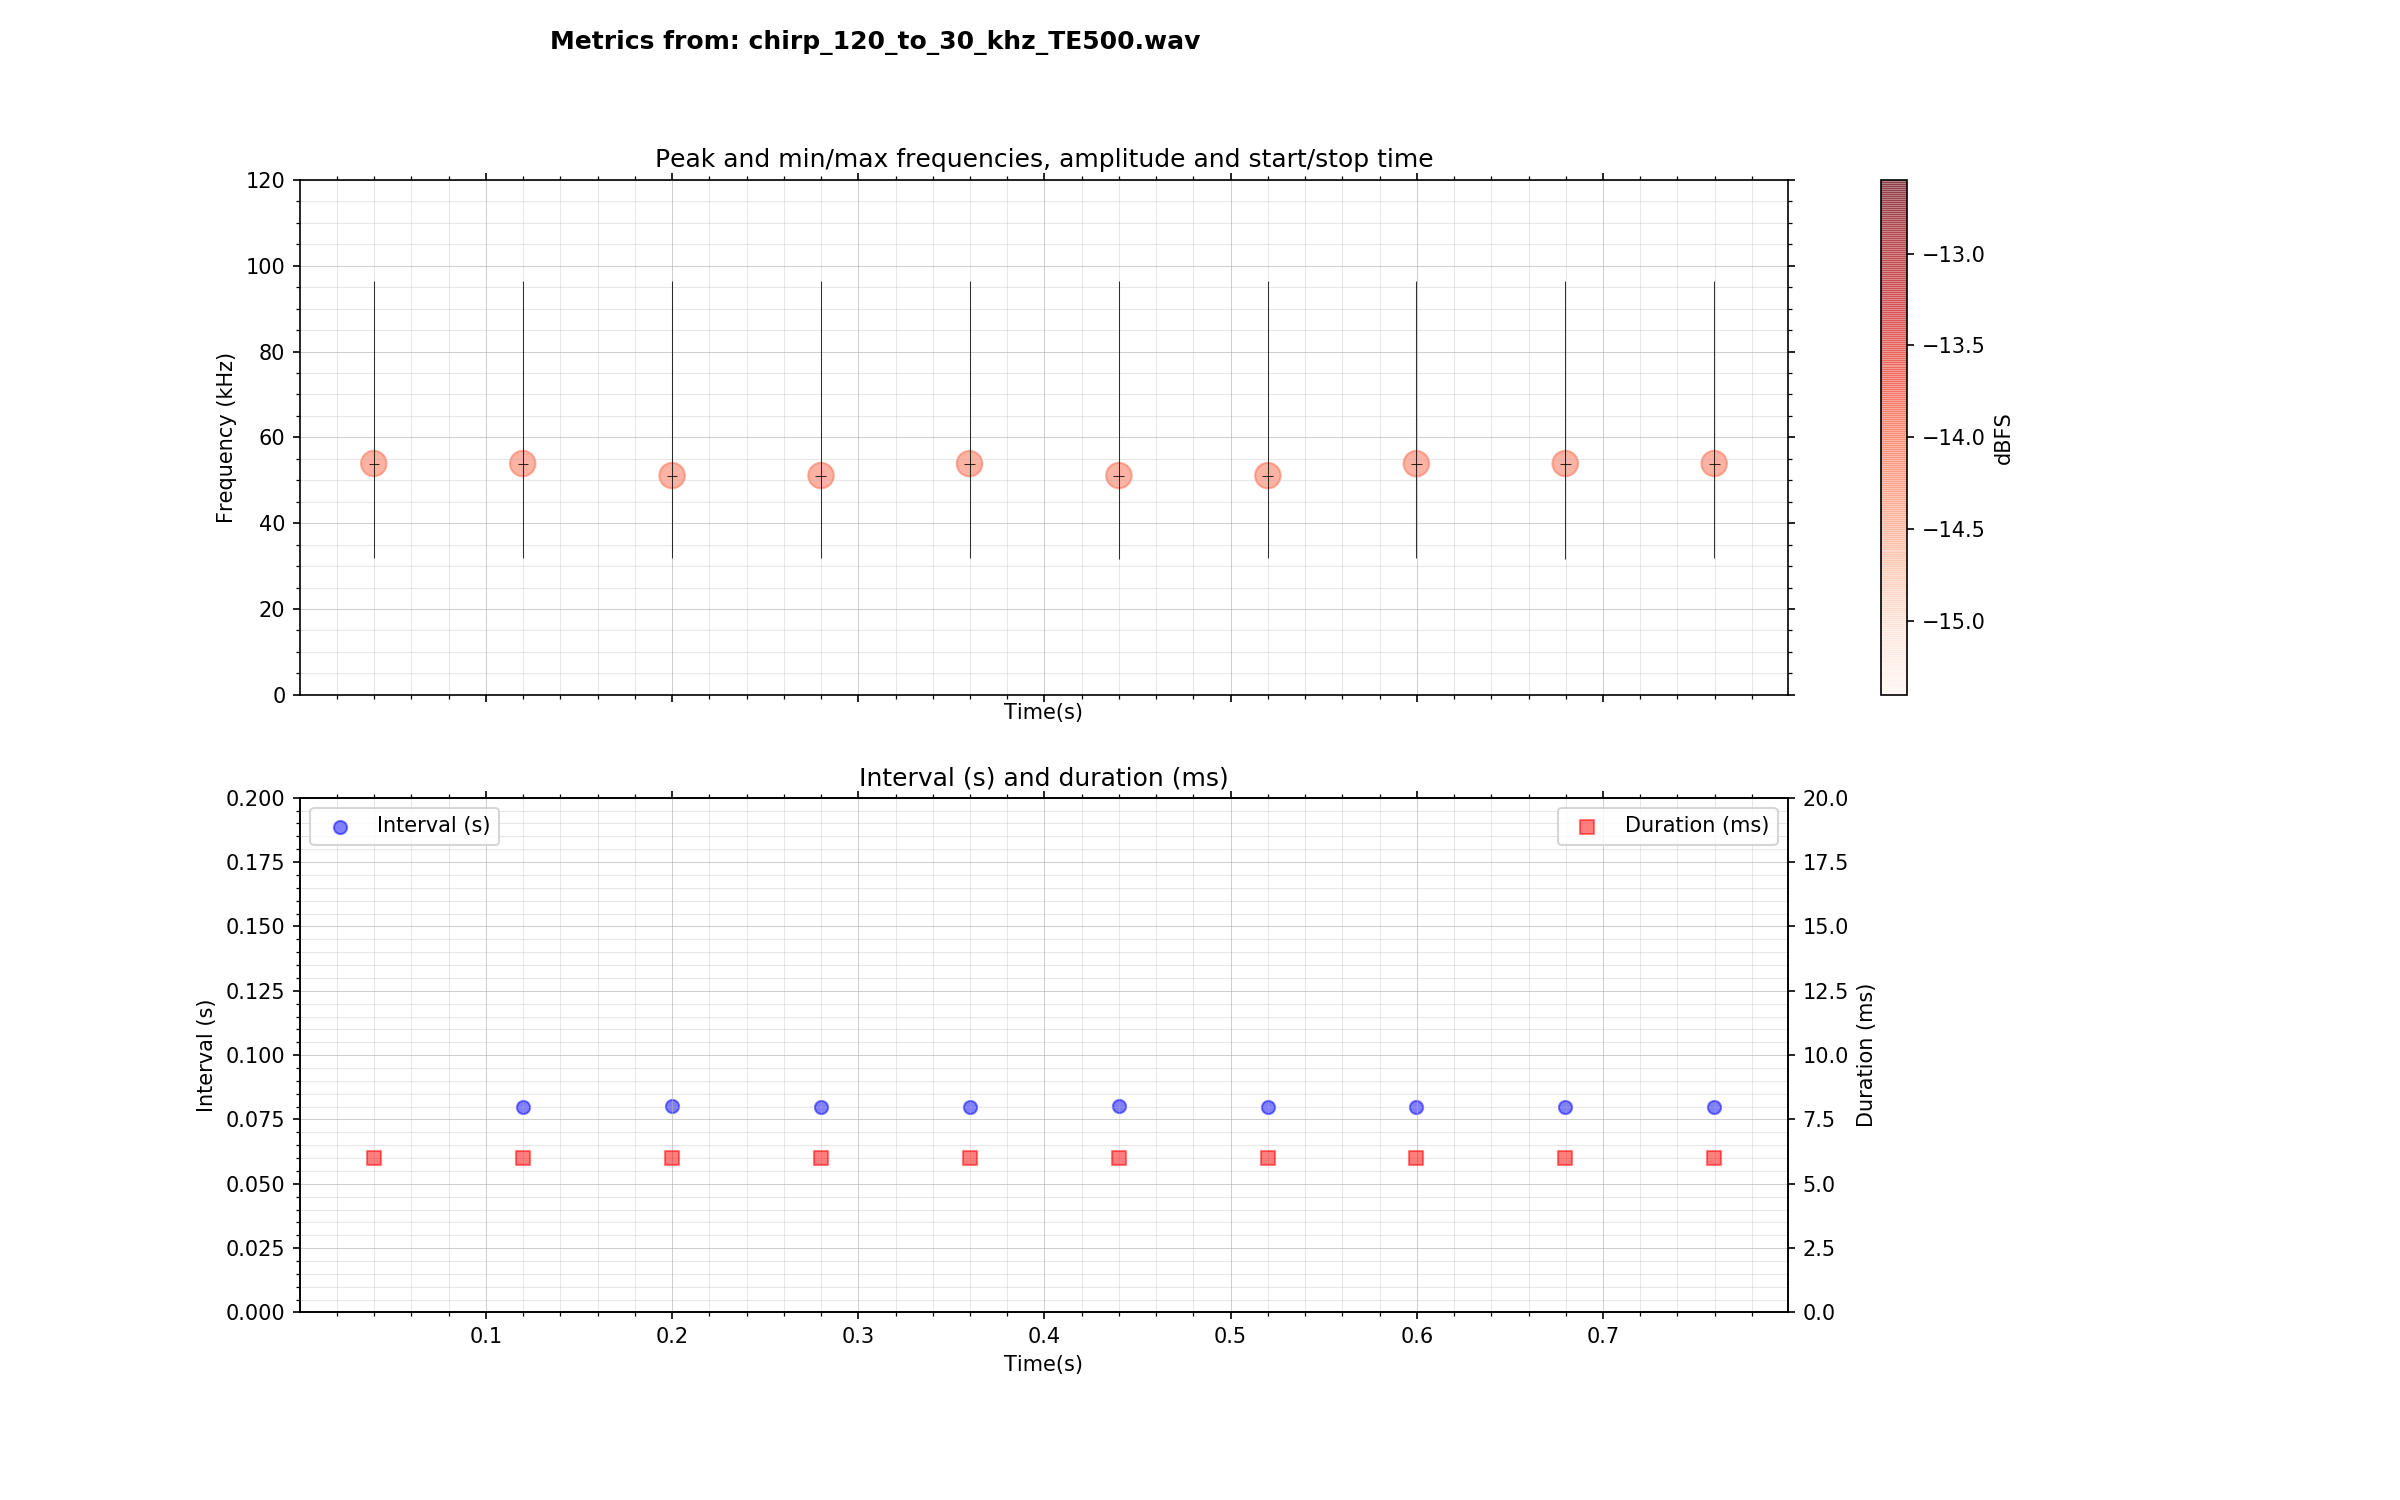 Metrics from: chirp_120_to_30_khz_TE500.wav
Peak and min/max frequencies, amplitude and start/stop time
120
100
80
60
40
20
0
Frequency (kHz)
Time(s)
−13.0
−13.5
−14.0
−14.5
−15.0
dBFS
Interval (s) and duration (ms)
0.200
0.175
0.150
0.125
0.100
0.075
0.050
0.025
0.000
Interval (s)
Interval (s)
Duration (ms)
20.0
17.5
15.0
12.5
10.0
7.5
5.0
2.5
0.0
Duration (ms)
0.1 0.2 0.3 0.4 0.5 0.6 0.7
Time(s)